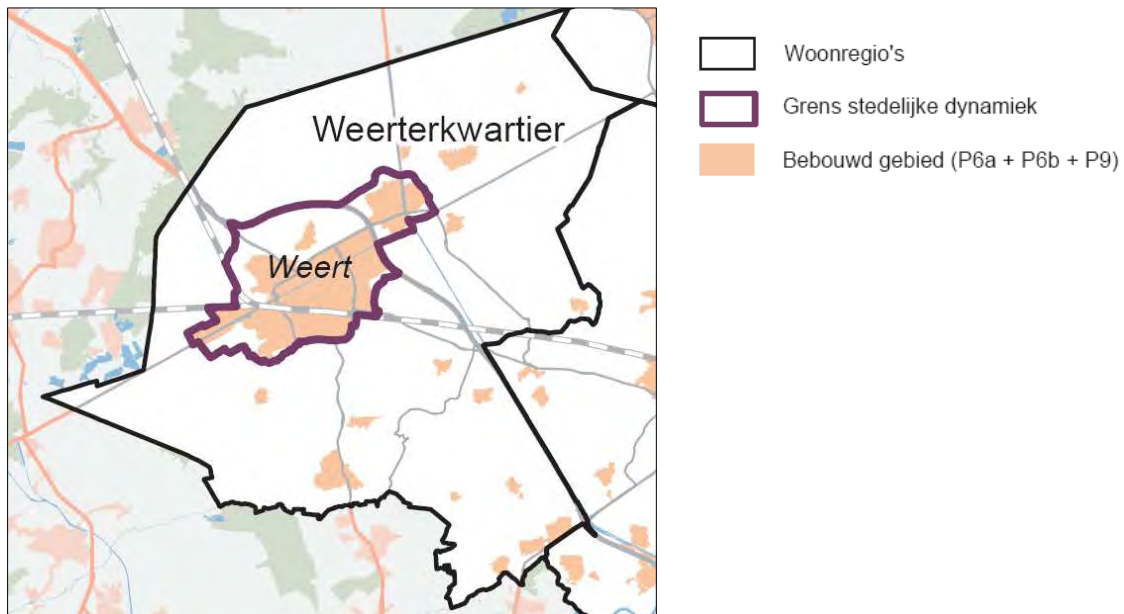 Weerterkwartier
Weert
Woonregio's
Grens stedelijke dynamiek
Bebouwd gebied (P6a + P6b + P9)